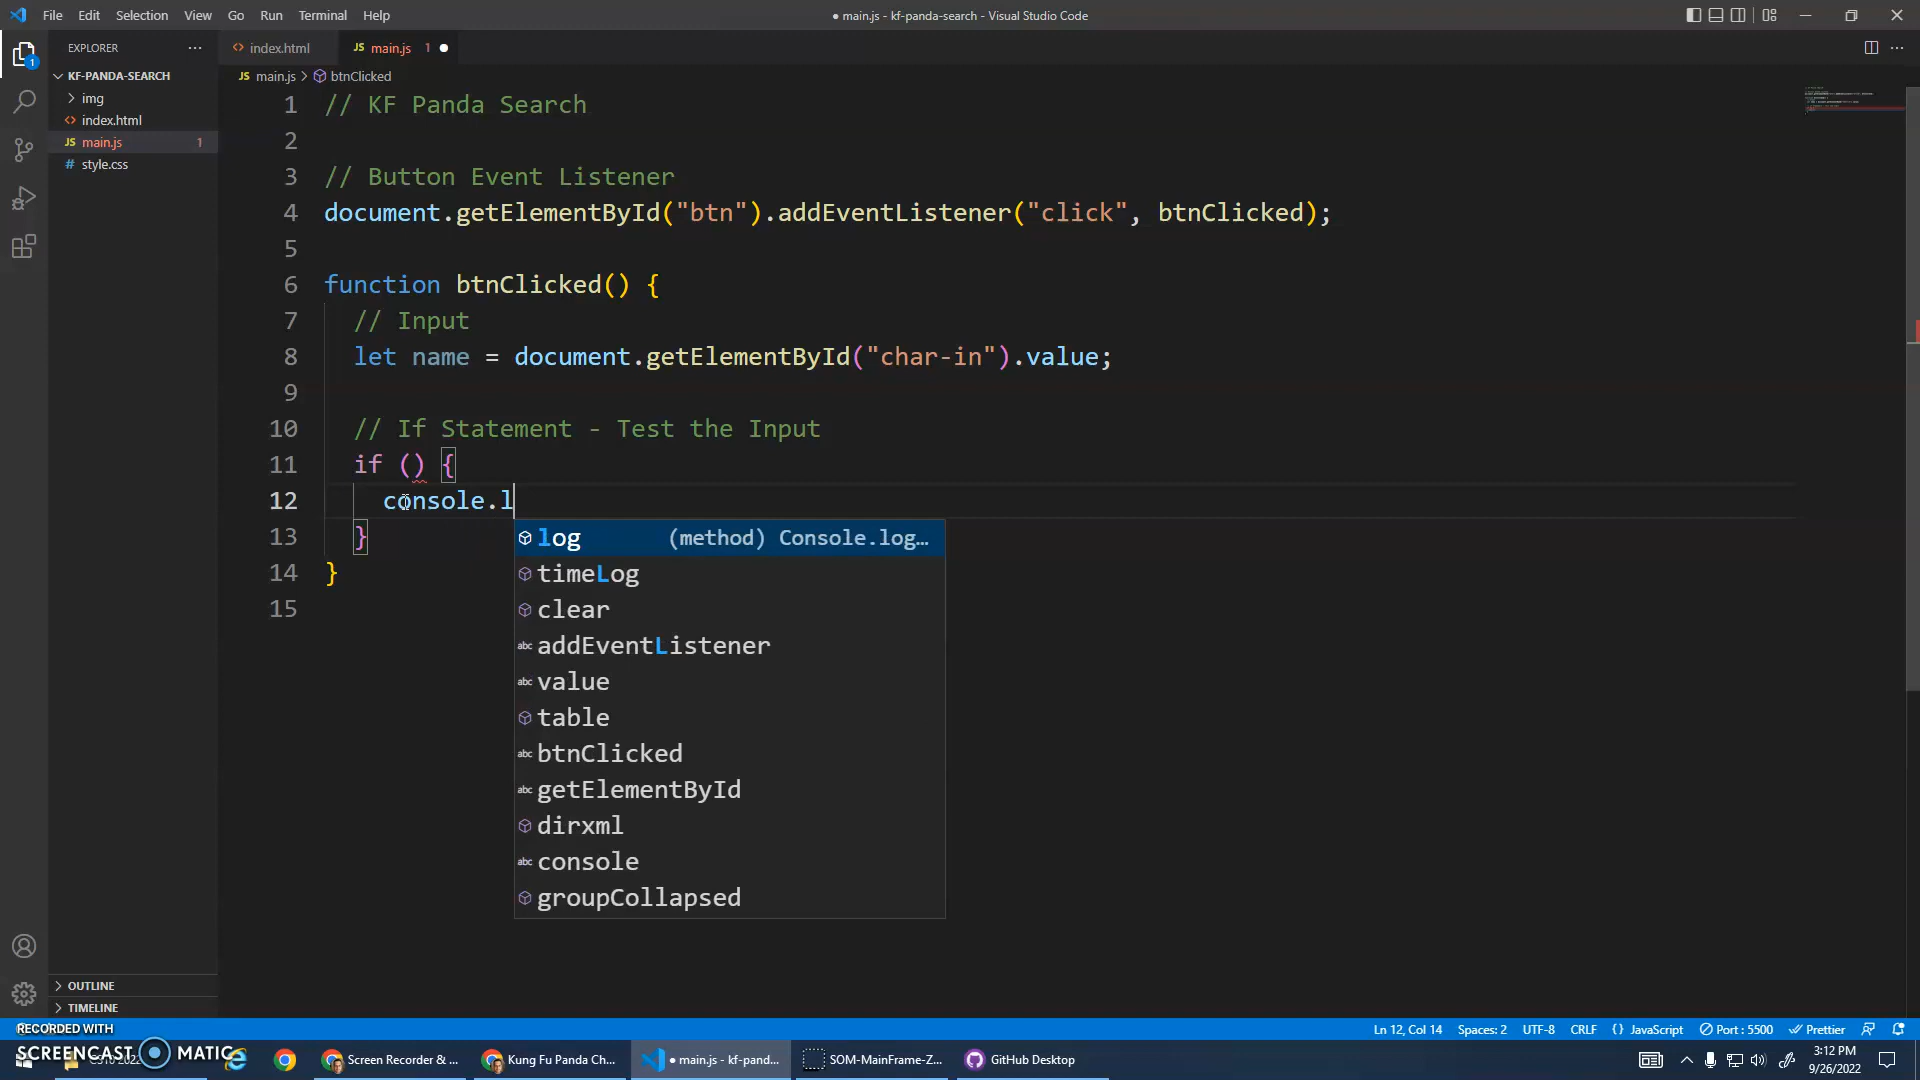 File Edit Selection View Go Run Terminal Help
● main.js - kf-panda-search - Visual Studio Code
EXPLORER
KF-PANDA-SEARCH
img
index.html
main.js 1
style.css
OUTLINE
TIMELINE
index.html
main.js 1
main.js > btnClicked
1 // KF Panda Search
2
3 // Button Event Listener
4 document.getElementById("btn").addEventListener("click", btnClicked);
5
6 function btnClicked() {
7 // Input
8 let name = document.getElementById("char-in").value;
9
10 // If Statement - Test the Input
11 if () {
12 console.l
13 }
14 }
15
log (method) Console.log…
timeLog
clear
addEventListener
value
table
btnClicked
getElementById
dirxml
console
groupCollapsed
Ln 12, Col 14 Spaces: 2 UTF-8 CRLF {} JavaScript Port : 5500 Prettier
RECORDED WITH
SCREENCAST MATIC
Screen Recorder & ...
Kung Fu Panda Ch...
● main.js - kf-pand...
SOM-MainFrame-Z...
GitHub Desktop
3:12 PM
9/26/2022